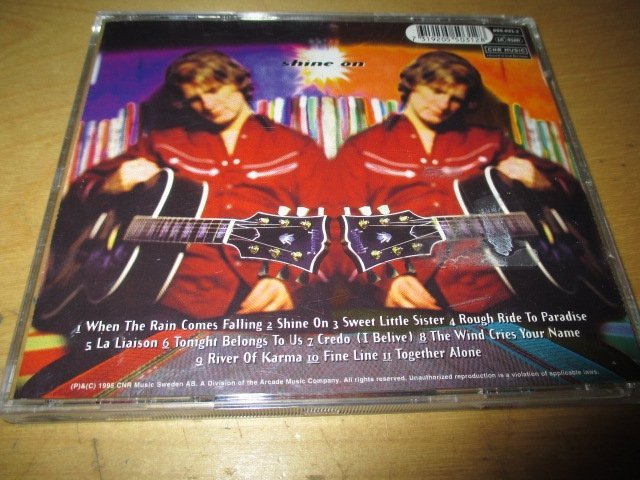 shine on
7 319205 503128
CNR MUSIC
1 When The Rain Comes Falling 2 Shine On 3 Sweet Little Sister 4 Rough Ride To Paradise
5 La Liaison 6 Tonight Belongs To Us 7 Credo (I Belive) 8 The Wind Cries Your Name
9 River Of Karma 10 Fine Line 11 Together Alone
(P)&(C) 1998 CNR Music Sweden AB. A Division of the Arcade Music Company. All rights reserved. Unauthorized reproduction is a violation of applicable laws.